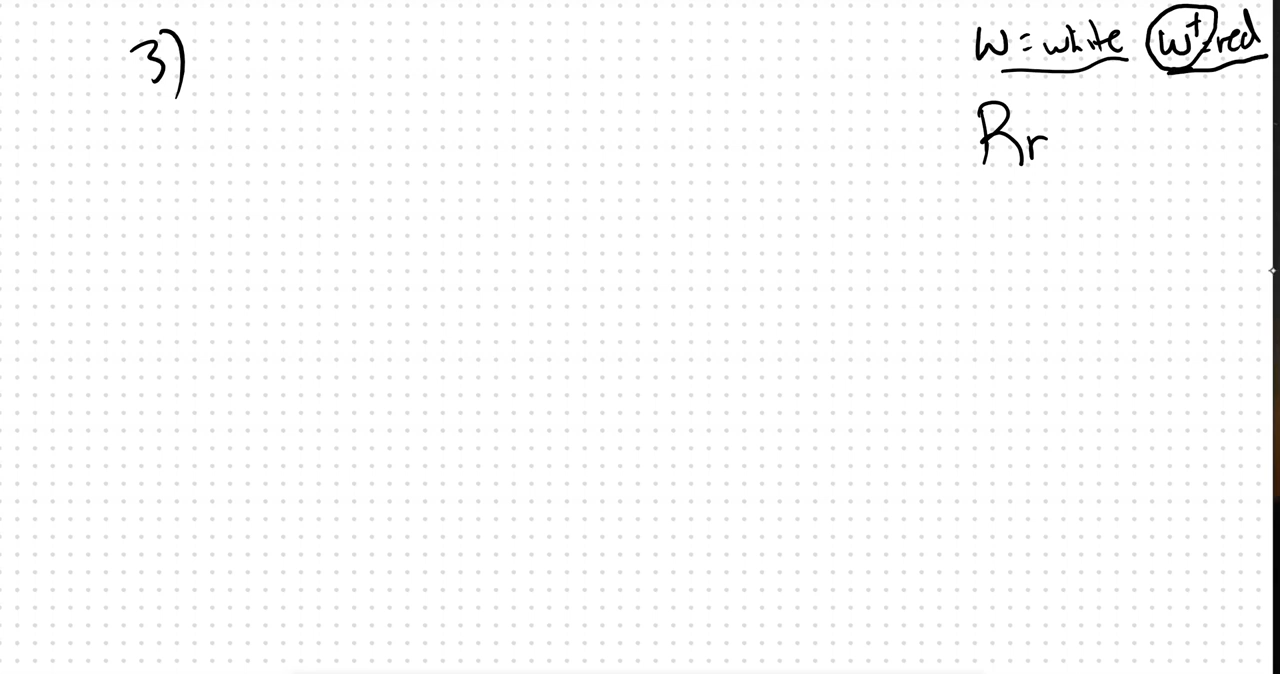 3)
w = white w+ = red
Rr